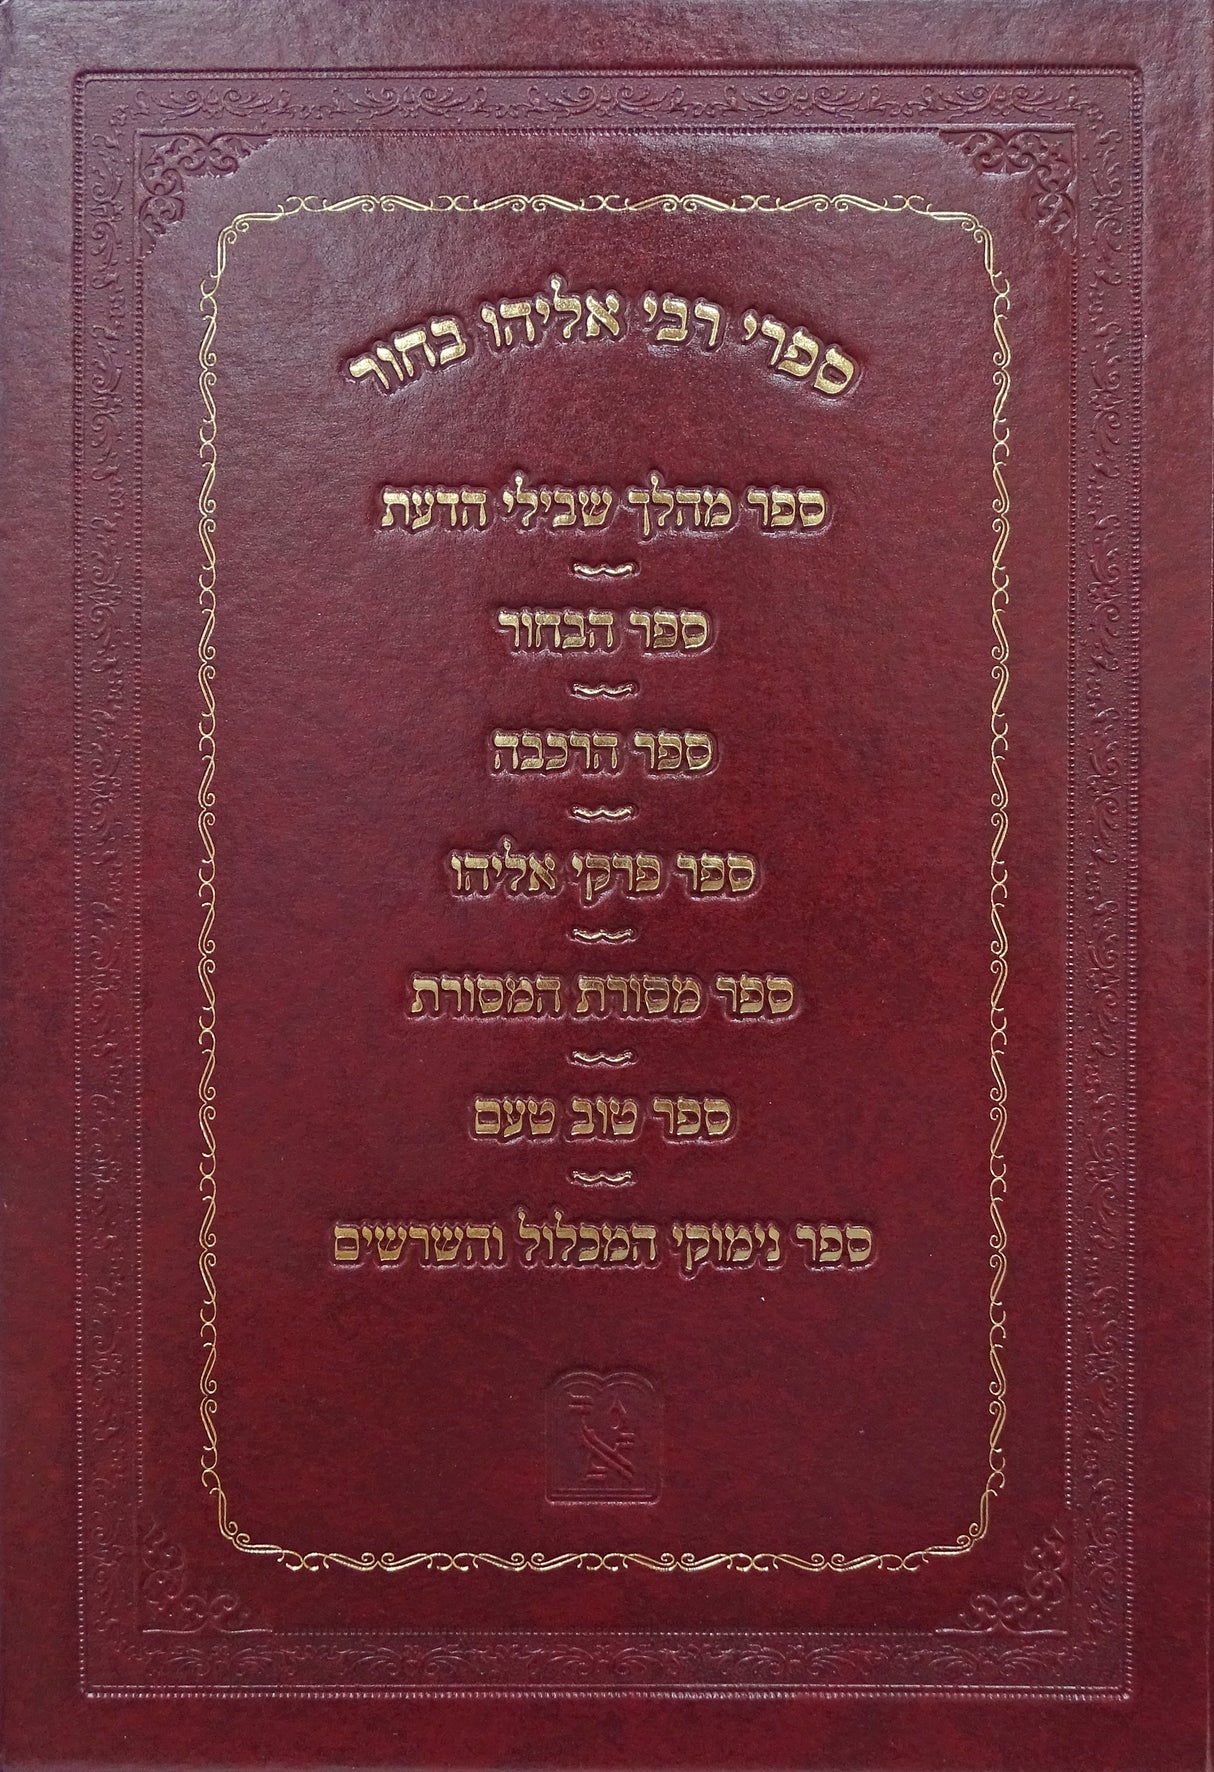 ספרי רבי אליהו בחור
ספר מהלך שבילי הדעת
ספר הבחור
ספר הרכבה
ספר פרקי אליהו
ספר מסורת המסורת
ספר טוב טעם
ספר נימוקי המכלול והשרשים